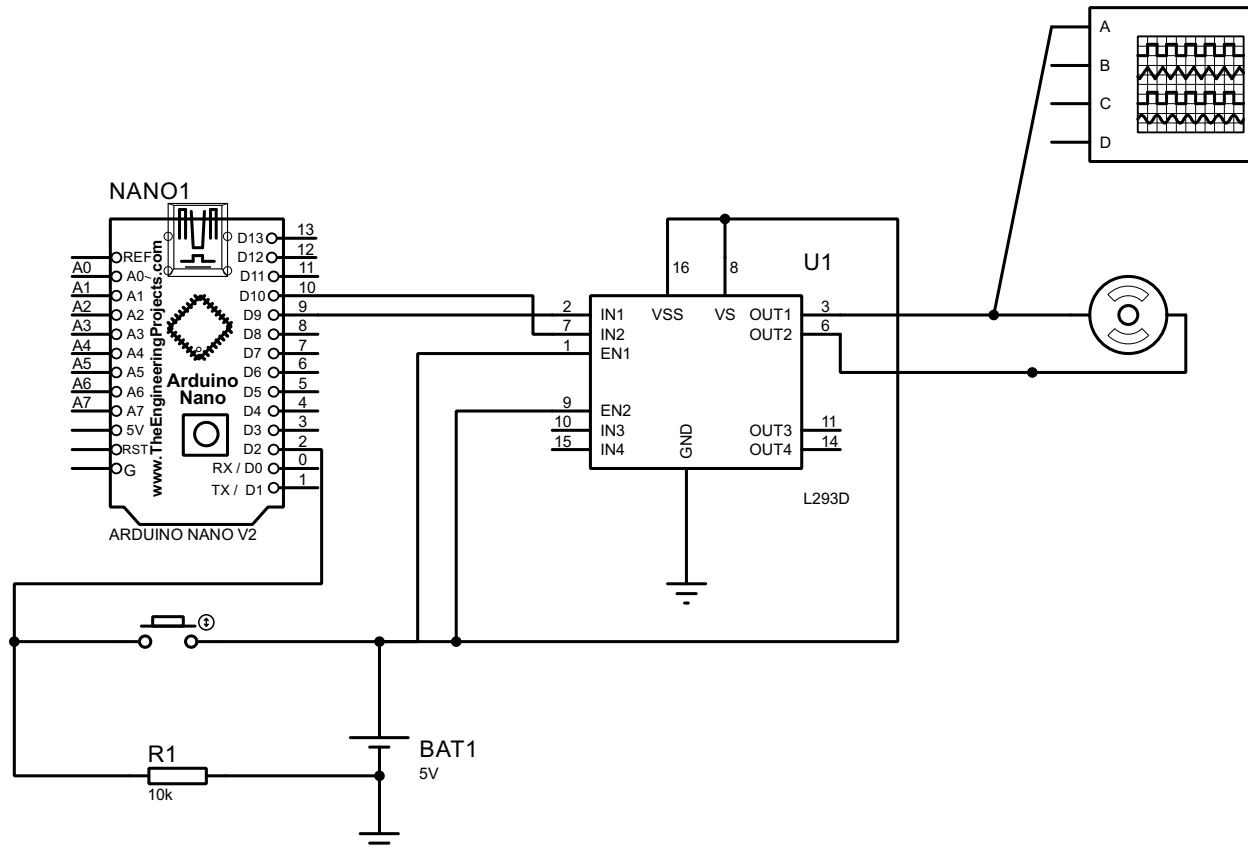 A
B
C
D
NANO1
www.TheEngineeringProjects.com
Arduino
Nano
REF
A0 A0~
A1 A1
A2 A2
A3 A3
A4 A4
A5 A5
A6 A6
A7 A7
5V
RST
G
D13 13
D12 12
D11 11
D10 10
D9 9
D8 8
D7 7
D6 6
D5 5
D4 4
D3 3
D2 2
RX / D0 0
TX / D1 1
ARDUINO NANO V2
U1
16 8
VSS VS
2 IN1
7 IN2
1 EN1
9 EN2
10 IN3
15 IN4
GND
OUT1 3
OUT2 6
OUT3 11
OUT4 14
L293D
R1
10k
BAT1
5V